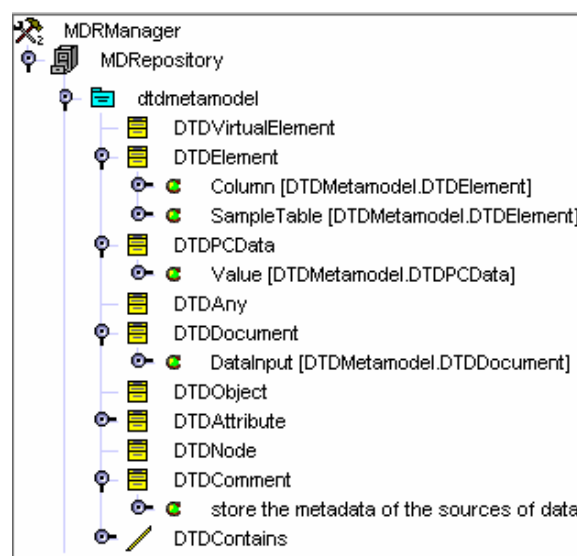 MDRManager
MDRepository
dtdmetamodel
DTDVirtualElement
DTDElement
Column [DTDMetamodel.DTDElement]
SampleTable [DTDMetamodel.DTDElement]
DTDPCData
Value [DTDMetamodel.DTDPCData]
DTDAny
DTDDocument
DataInput [DTDMetamodel.DTDDocument]
DTDObject
DTDAttribute
DTDNode
DTDComment
store the metadata of the sources of data
DTDContains